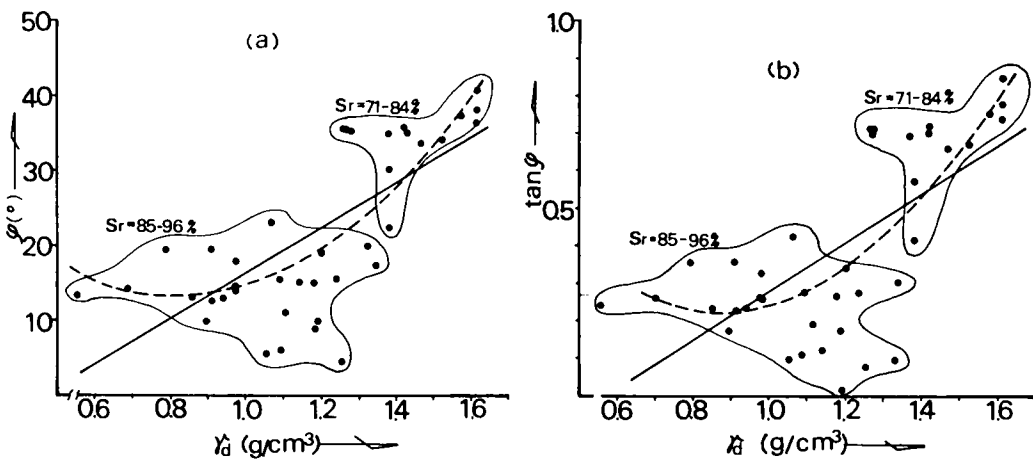 50
40
30
20
10
φ(°)
(a)
Sr=71-84%
Sr=85-96%
0.6 0.8 1.0 1.2 1.4 1.6
γd (g/cm³)
1.0
0.5
tanφ
(b)
Sr=71-84%
Sr=85-96%
0.6 0.8 1.0 1.2 1.4 1.6
γd (g/cm³)